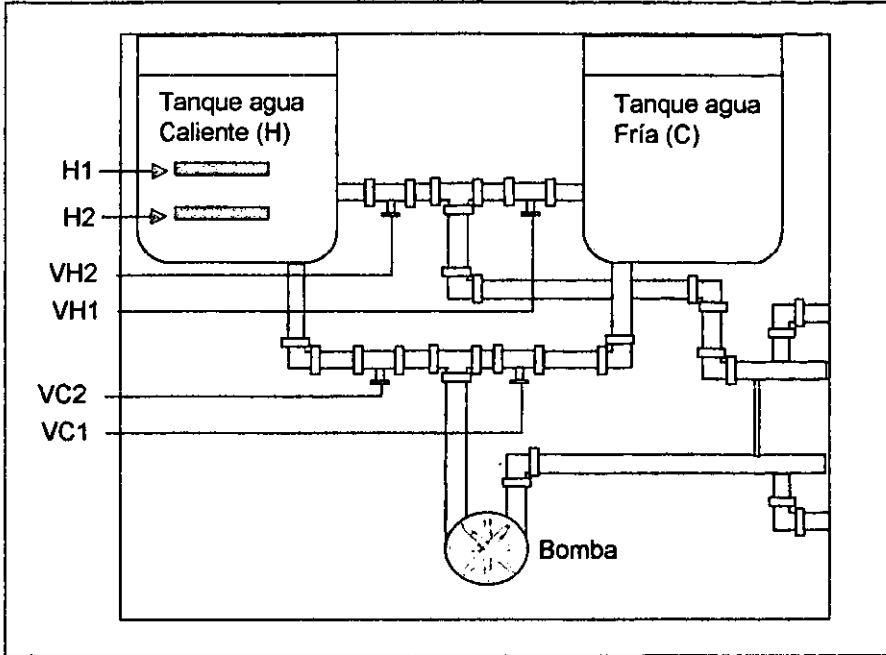 Tanque agua
Caliente (H)
Tanque agua
Fría (C)
H1
H2
VH2
VH1
VC2
VC1
Bomba